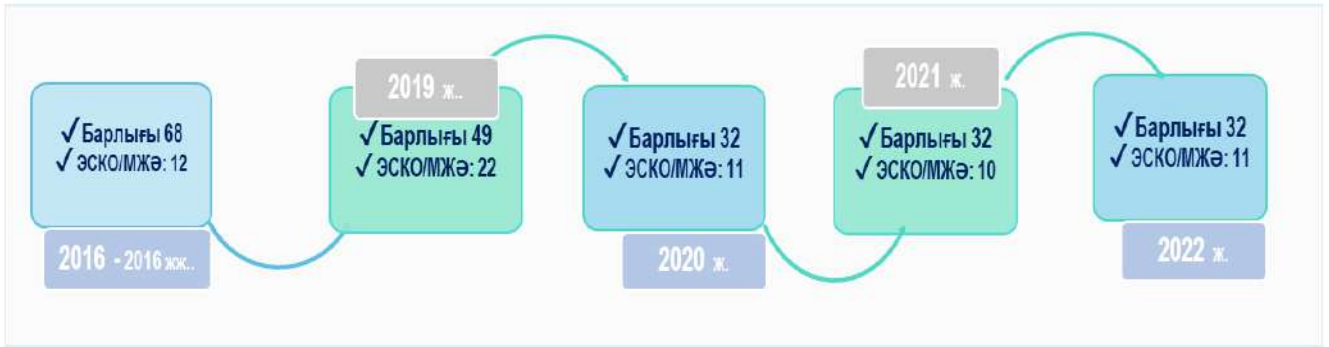 ✓ Барлығы 68
✓ ЭСКО/МЖӘ: 12
2016 - 2016 жж..
2019 ж..
✓ Барлығы 49
✓ ЭСКО/МЖӘ: 22
✓ Барлығы 32
✓ ЭСКО/МЖӘ: 11
2020 ж.
2021 ж.
✓ Барлығы 32
✓ ЭСКО/МЖӘ: 10
✓ Барлығы 32
✓ ЭСКО/МЖӘ: 11
2022 ж.